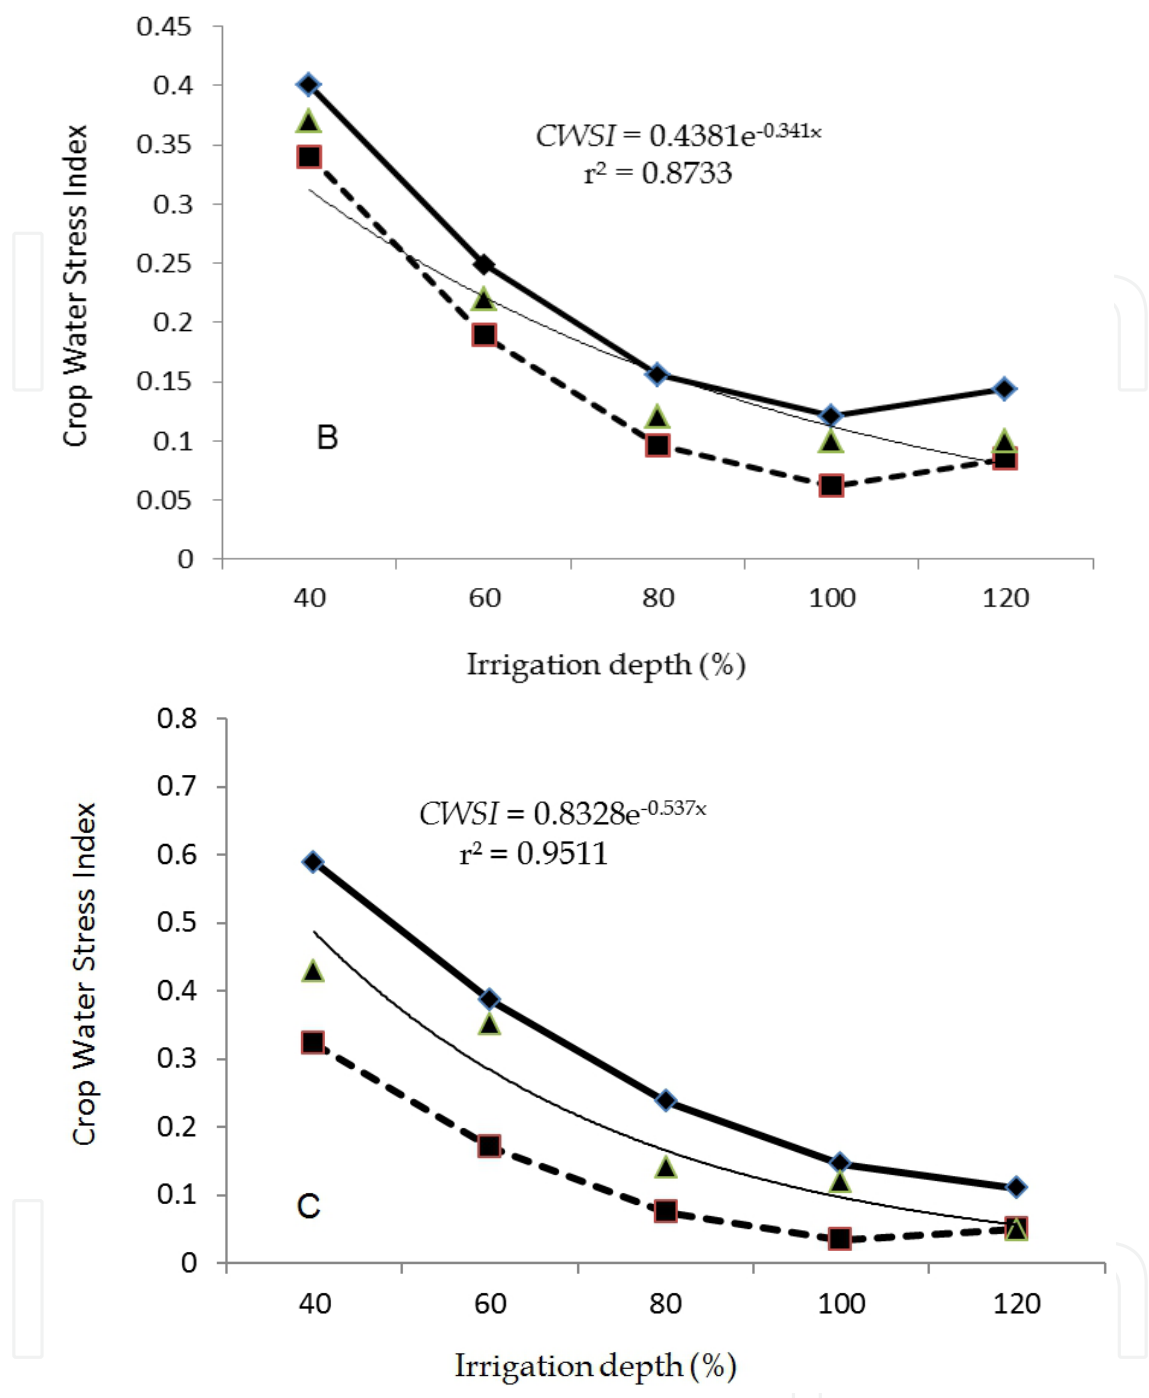 0.45
0.4
0.35
0.3
0.25
0.2
0.15
0.1
0.05
0
Crop Water Stress Index
CWSI = 0.4381e^-0.341x
r² = 0.8733
B
40 60 80 100 120
Irrigation depth (%)
0.8
0.7
0.6
0.5
0.4
0.3
0.2
0.1
0
Crop Water Stress Index
CWSI = 0.8328e^-0.537x
r² = 0.9511
C
40 60 80 100 120
Irrigation depth (%)